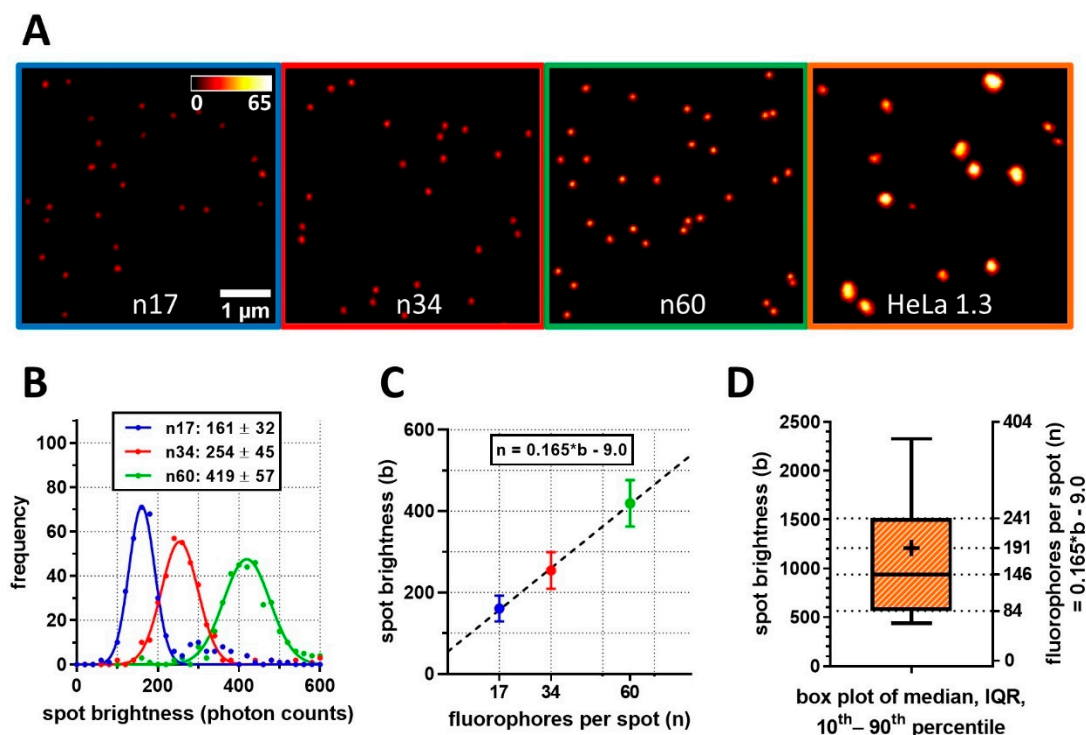 A
0 65
n17
1 µm
n34
n60
HeLa 1.3
B
n17: 161 ± 32
n34: 254 ± 45
n60: 419 ± 57
frequency
100
80
60
40
20
0
0 200 400 600
spot brightness (photon counts)
C
n = 0.165*b - 9.0
spot brightness (b)
600
400
200
0
17 34 60
fluorophores per spot (n)
D
spot brightness (b)
2500
2000
1500
1000
500
0
404
241
191
146
84
0
fluorophores per spot (n)
= 0.165*b - 9.0
box plot of median, IQR,
10th– 90th percentile